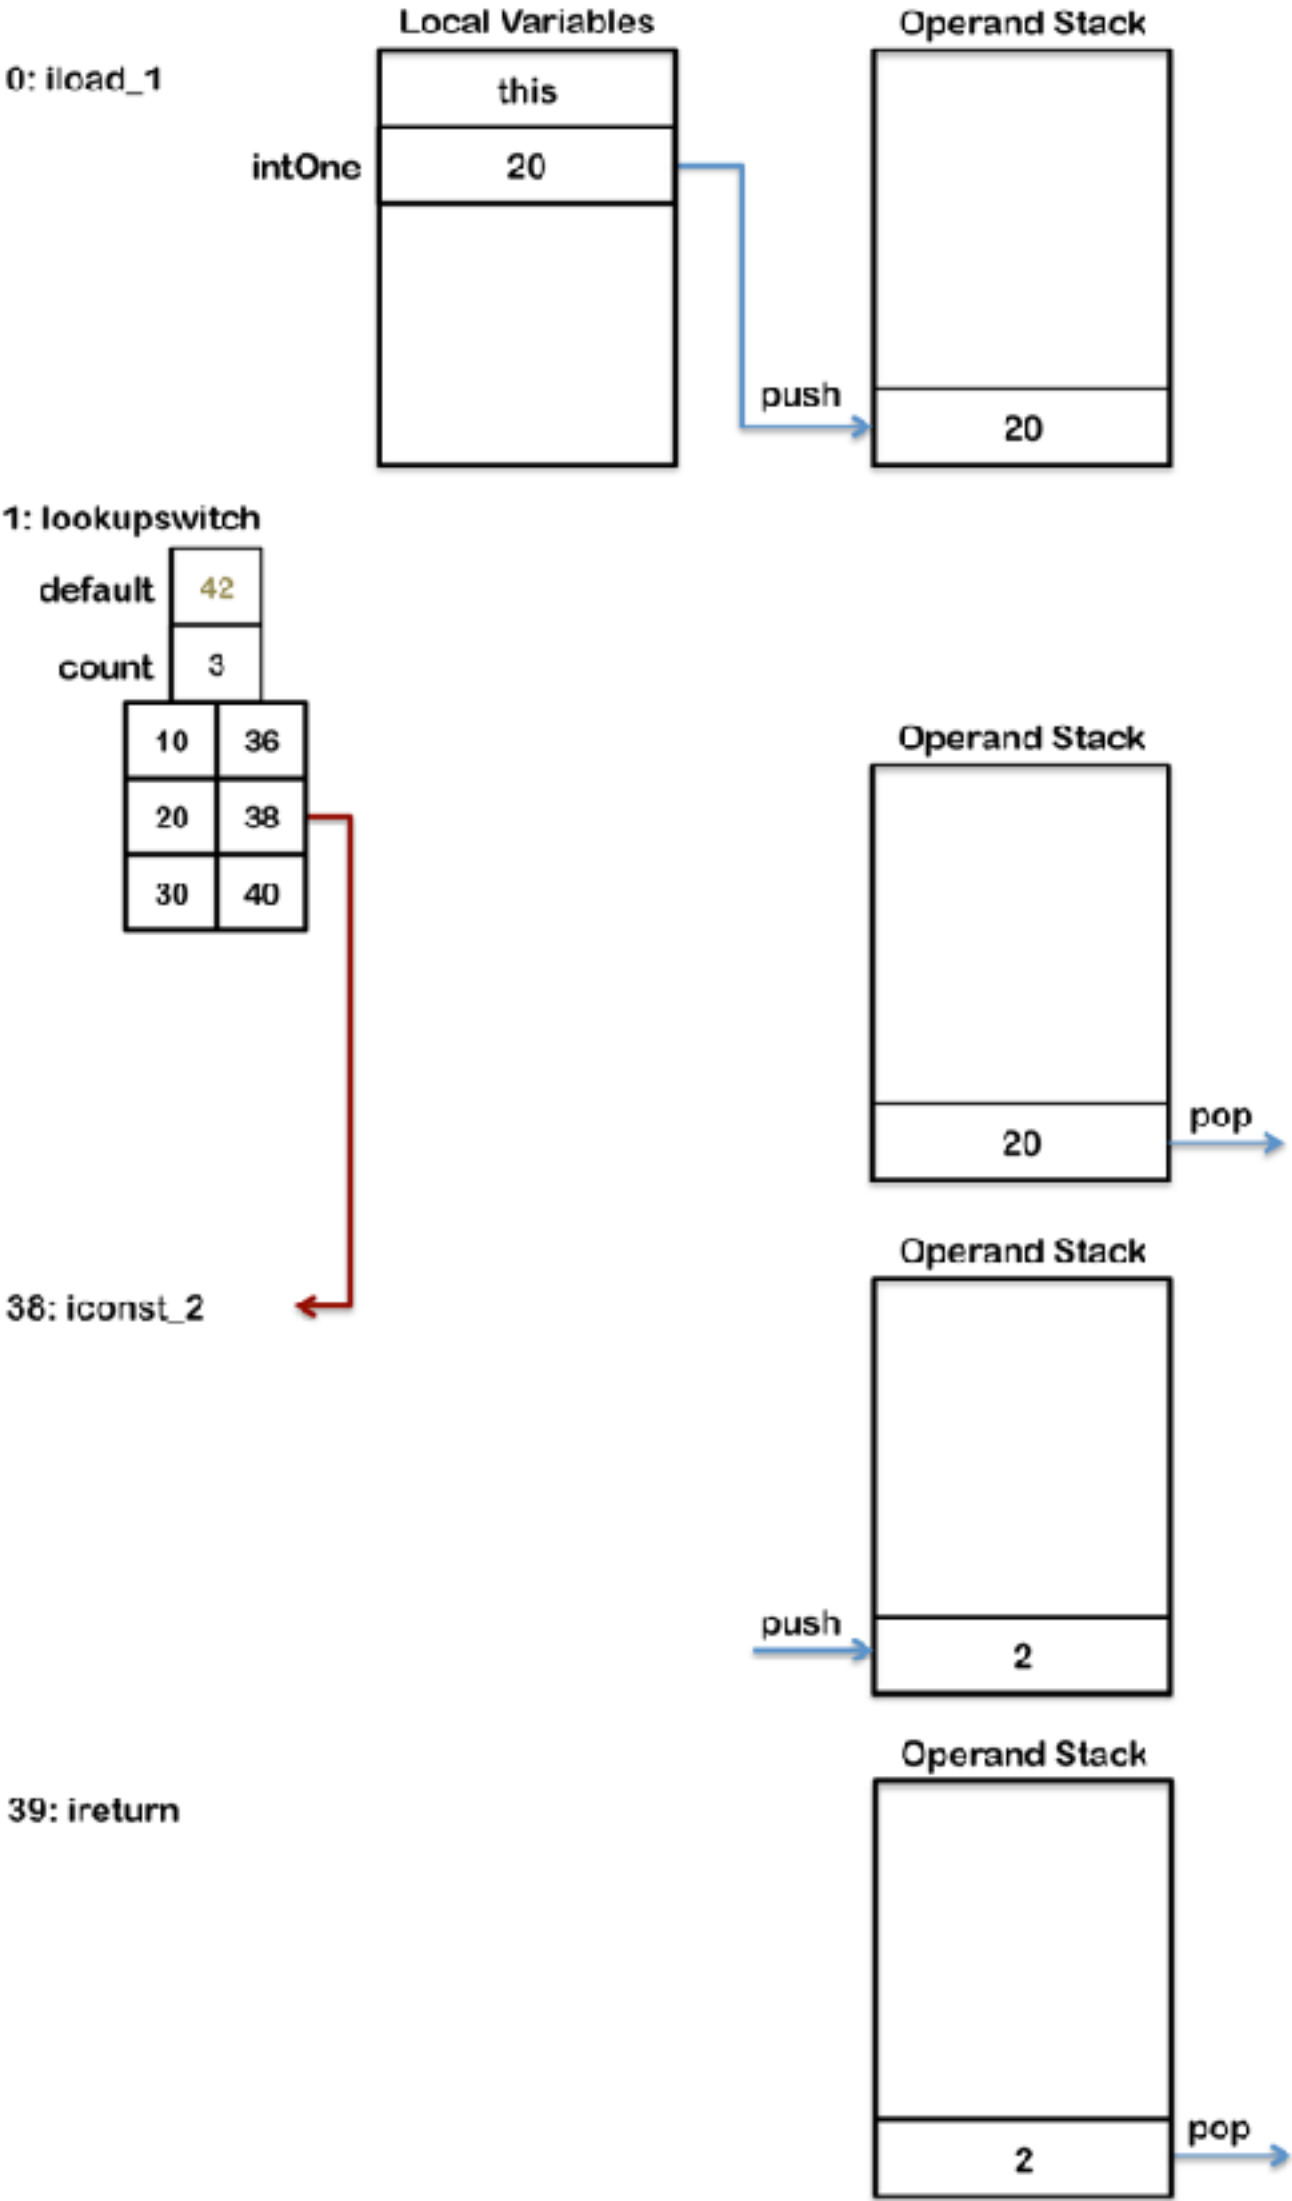 Local Variables
Operand Stack
0: iload_1
this
intOne
20
push
20
1: lookupswitch
default
42
count
3
10
36
20
38
30
40
Operand Stack
20
pop
Operand Stack
38: iconst_2
push
2
Operand Stack
39: ireturn
2
pop